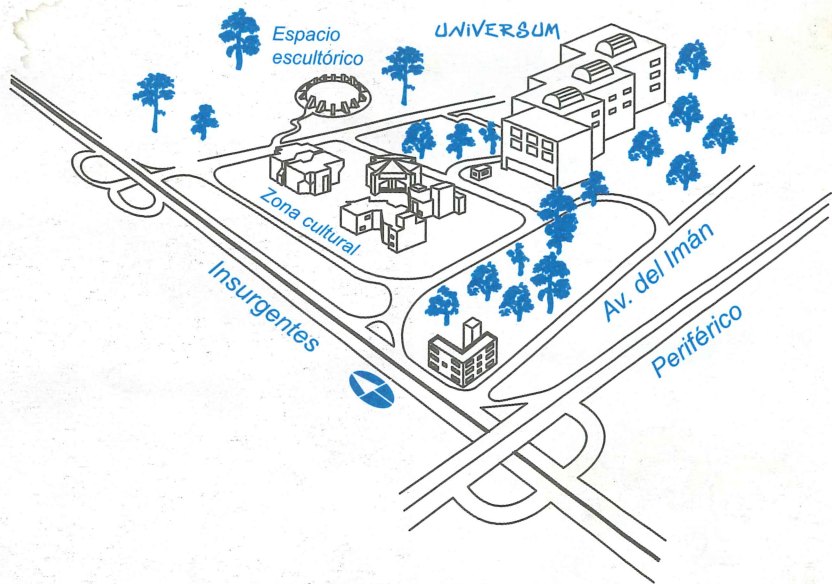 UNiVERSUM
Espacio
escultórico
Zona cultural
Insurgentes
Av. del Imán
Periférico